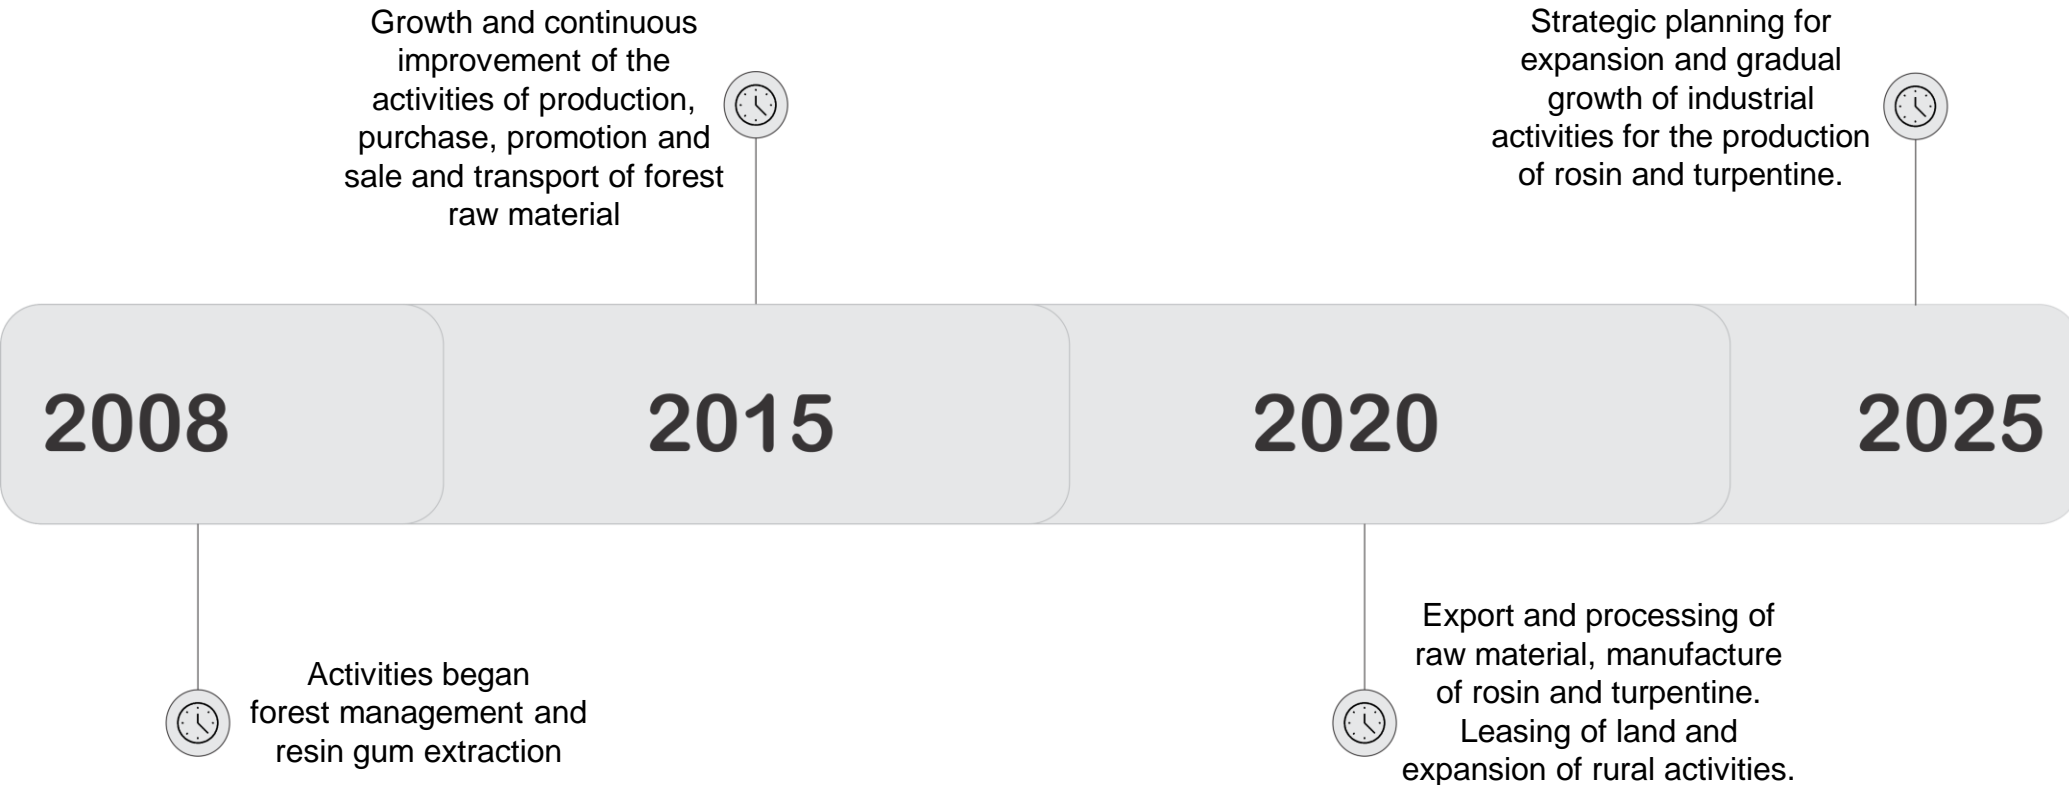 Growth and continuous
improvement of the
activities of production,
purchase, promotion and
sale and transport of forest
raw material
Strategic planning for
expansion and gradual
growth of industrial
activities for the production
of rosin and turpentine.
2008
2015
2020
2025
Activities began
forest management and
resin gum extraction
Export and processing of
raw material, manufacture
of rosin and turpentine.
Leasing of land and
expansion of rural activities.